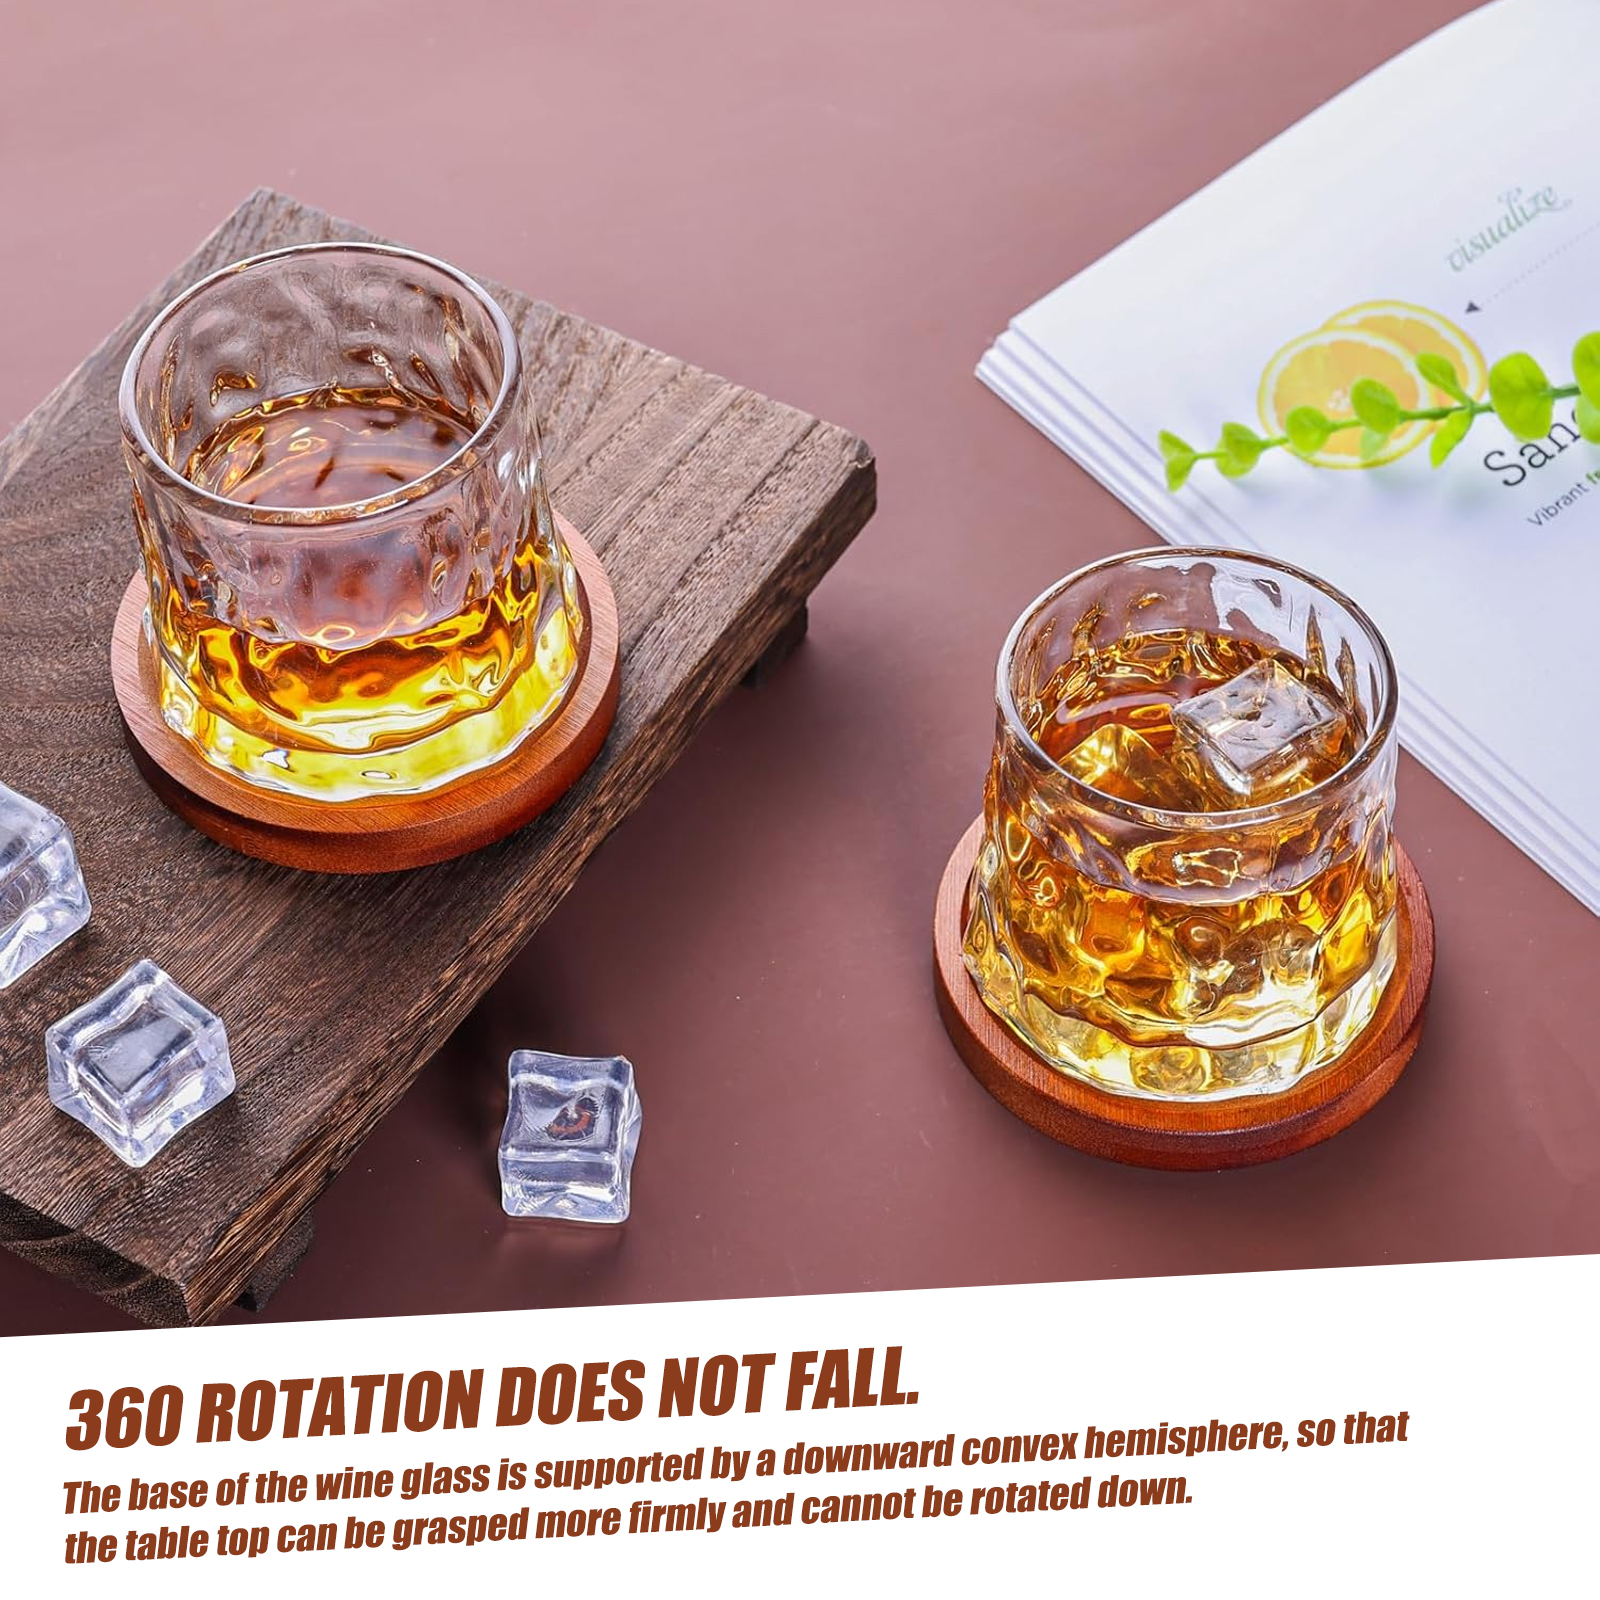 visualize
San
Vibrant
360 ROTATION DOES NOT FALL.
The base of the wine glass is supported by a downward convex hemisphere, so that
the table top can be grasped more firmly and cannot be rotated down.